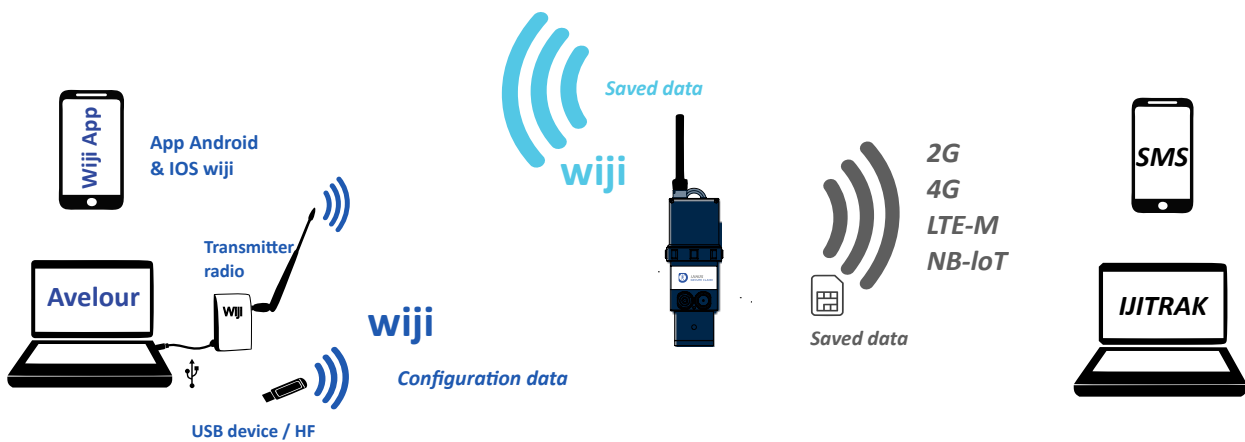 Wiji App
App Android
& IOS wiji
Transmitter
radio
Avelour
WIJI
wiji
Configuration data
USB device / HF
Saved data
wiji
2G
4G
LTE-M
NB-IoT
Saved data
SMS
IJITRAK